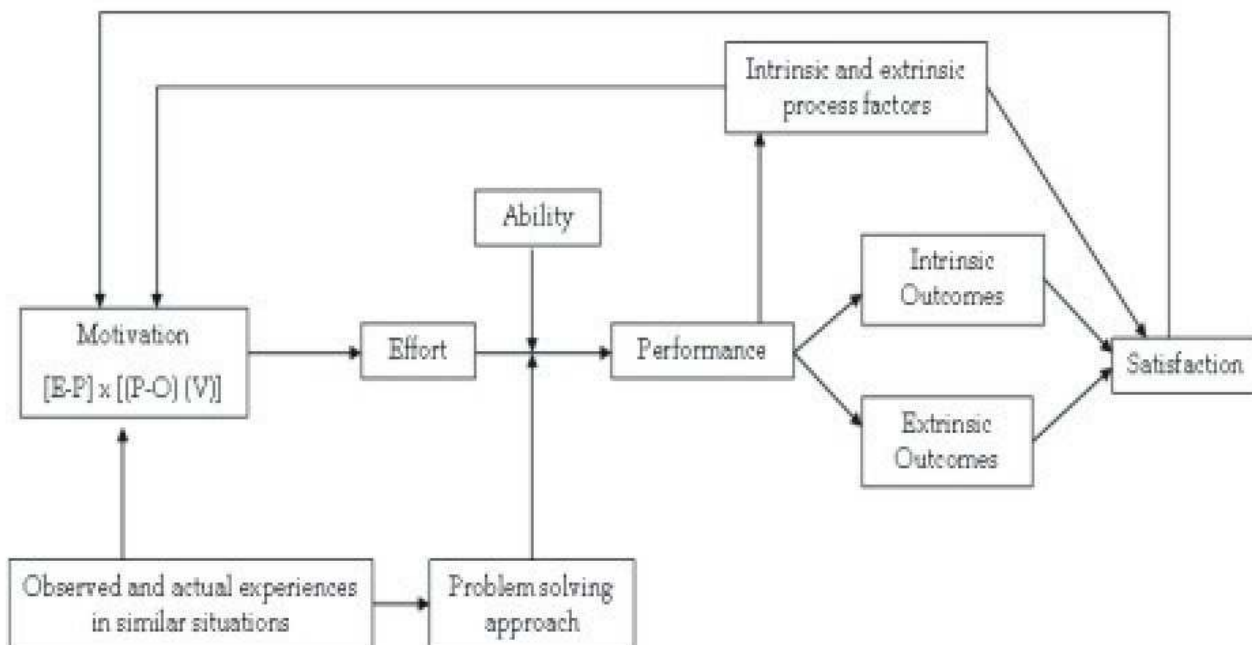 Intrinsic and extrinsic
process factors
Ability
Intrinsic
Outcomes
Motivation
[E-P] x [(P-O) (V)]
Effort
Performance
Satisfaction
Extrinsic
Outcomes
Observed and actual experiences
in similar situations
Problem solving
approach